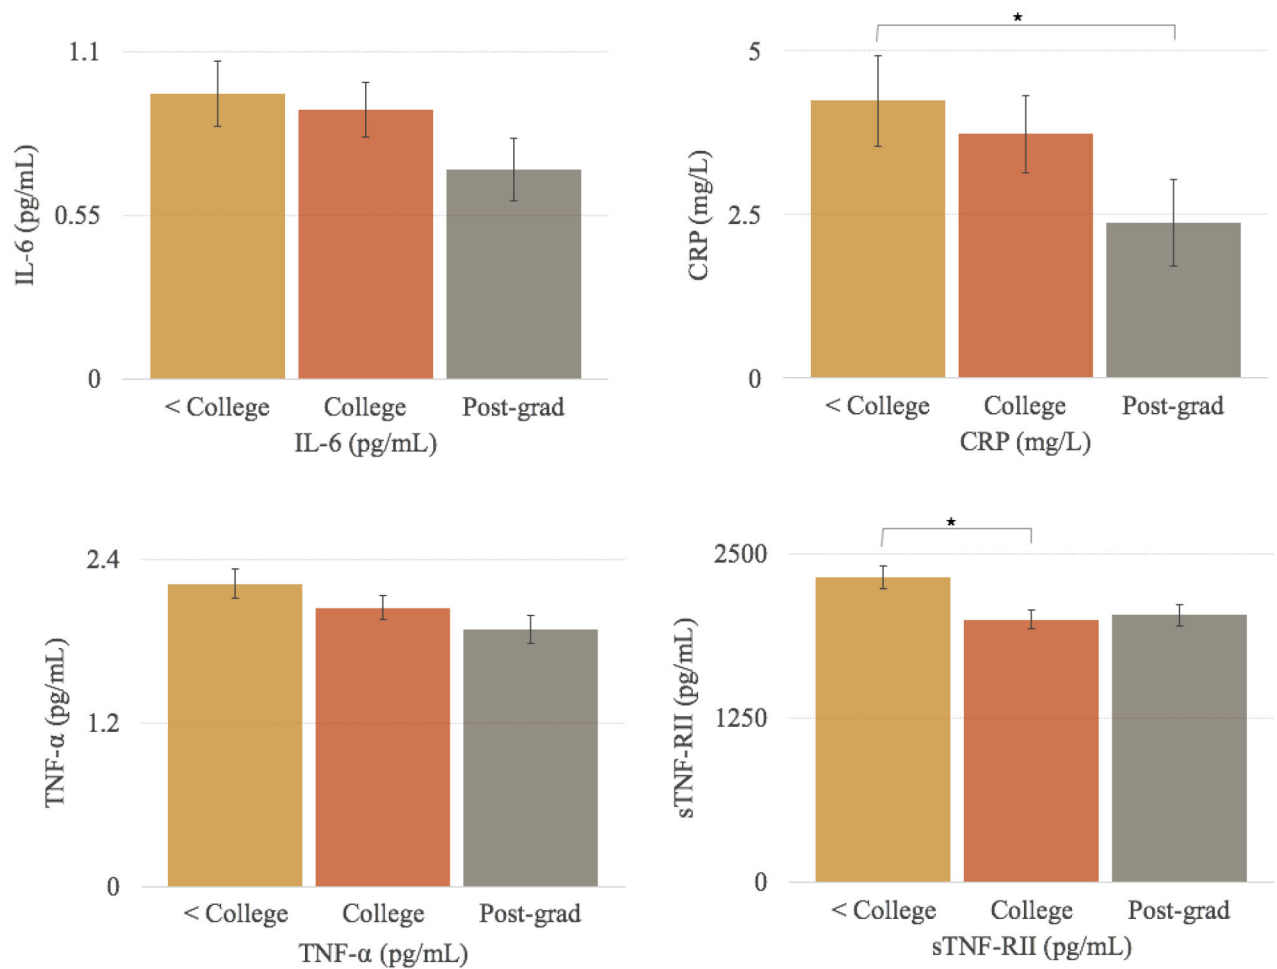 1.1
0.55
0
IL-6 (pg/mL)
< College College Post-grad
IL-6 (pg/mL)
*
5
2.5
0
CRP (mg/L)
< College College Post-grad
CRP (mg/L)
2.4
1.2
0
TNF-α (pg/mL)
< College College Post-grad
TNF-α (pg/mL)
*
2500
1250
0
sTNF-RII (pg/mL)
< College College Post-grad
sTNF-RII (pg/mL)